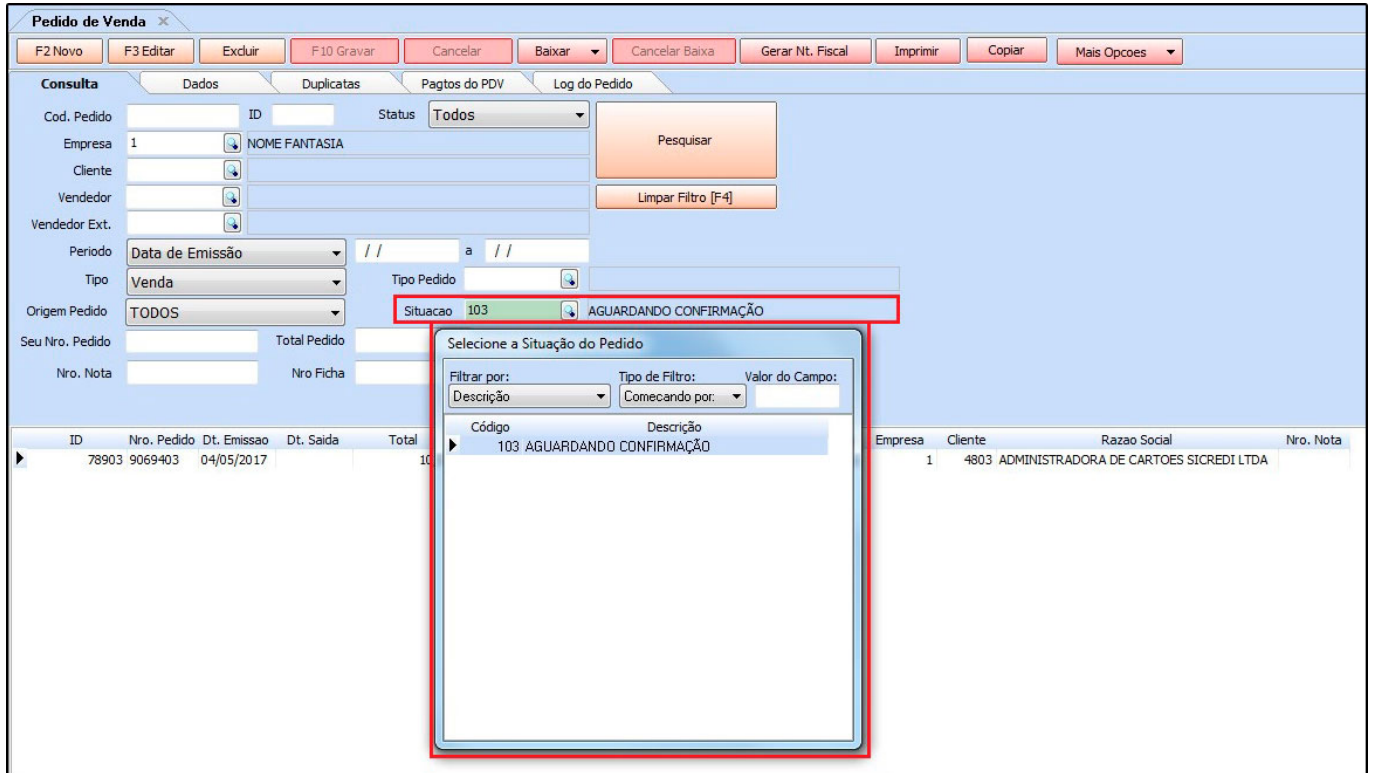 Pedido de Venda ×
F2 Novo F3 Editar Excluir F10 Gravar Cancelar Baixar Cancelar Baixa Gerar Nt. Fiscal Imprimir Copiar Mais Opcoes
Consulta Dados Duplicatas Pagtos do PDV Log do Pedido
Cod. Pedido ID Status Todos
Pesquisar
Empresa 1 NOME FANTASIA
Cliente
Vendedor Limpar Filtro [F4]
Vendedor Ext.
Periodo Data de Emissão / / a / /
Tipo Venda Tipo Pedido
Origem Pedido TODOS Situacao 103 AGUARDANDO CONFIRMAÇÃO
Seu Nro. Pedido Total Pedido
Nro. Nota Nro Ficha
Selecione a Situação do Pedido
Filtrar por: Tipo de Filtro: Valor do Campo:
Descrição Comecando por:
Código Descrição
103 AGUARDANDO CONFIRMAÇÃO
ID Nro. Pedido Dt. Emissao Dt. Saida Total Empresa Cliente Razao Social Nro. Nota
78903 9069403 04/05/2017 10 1 4803 ADMINISTRADORA DE CARTOES SICREDI LTDA